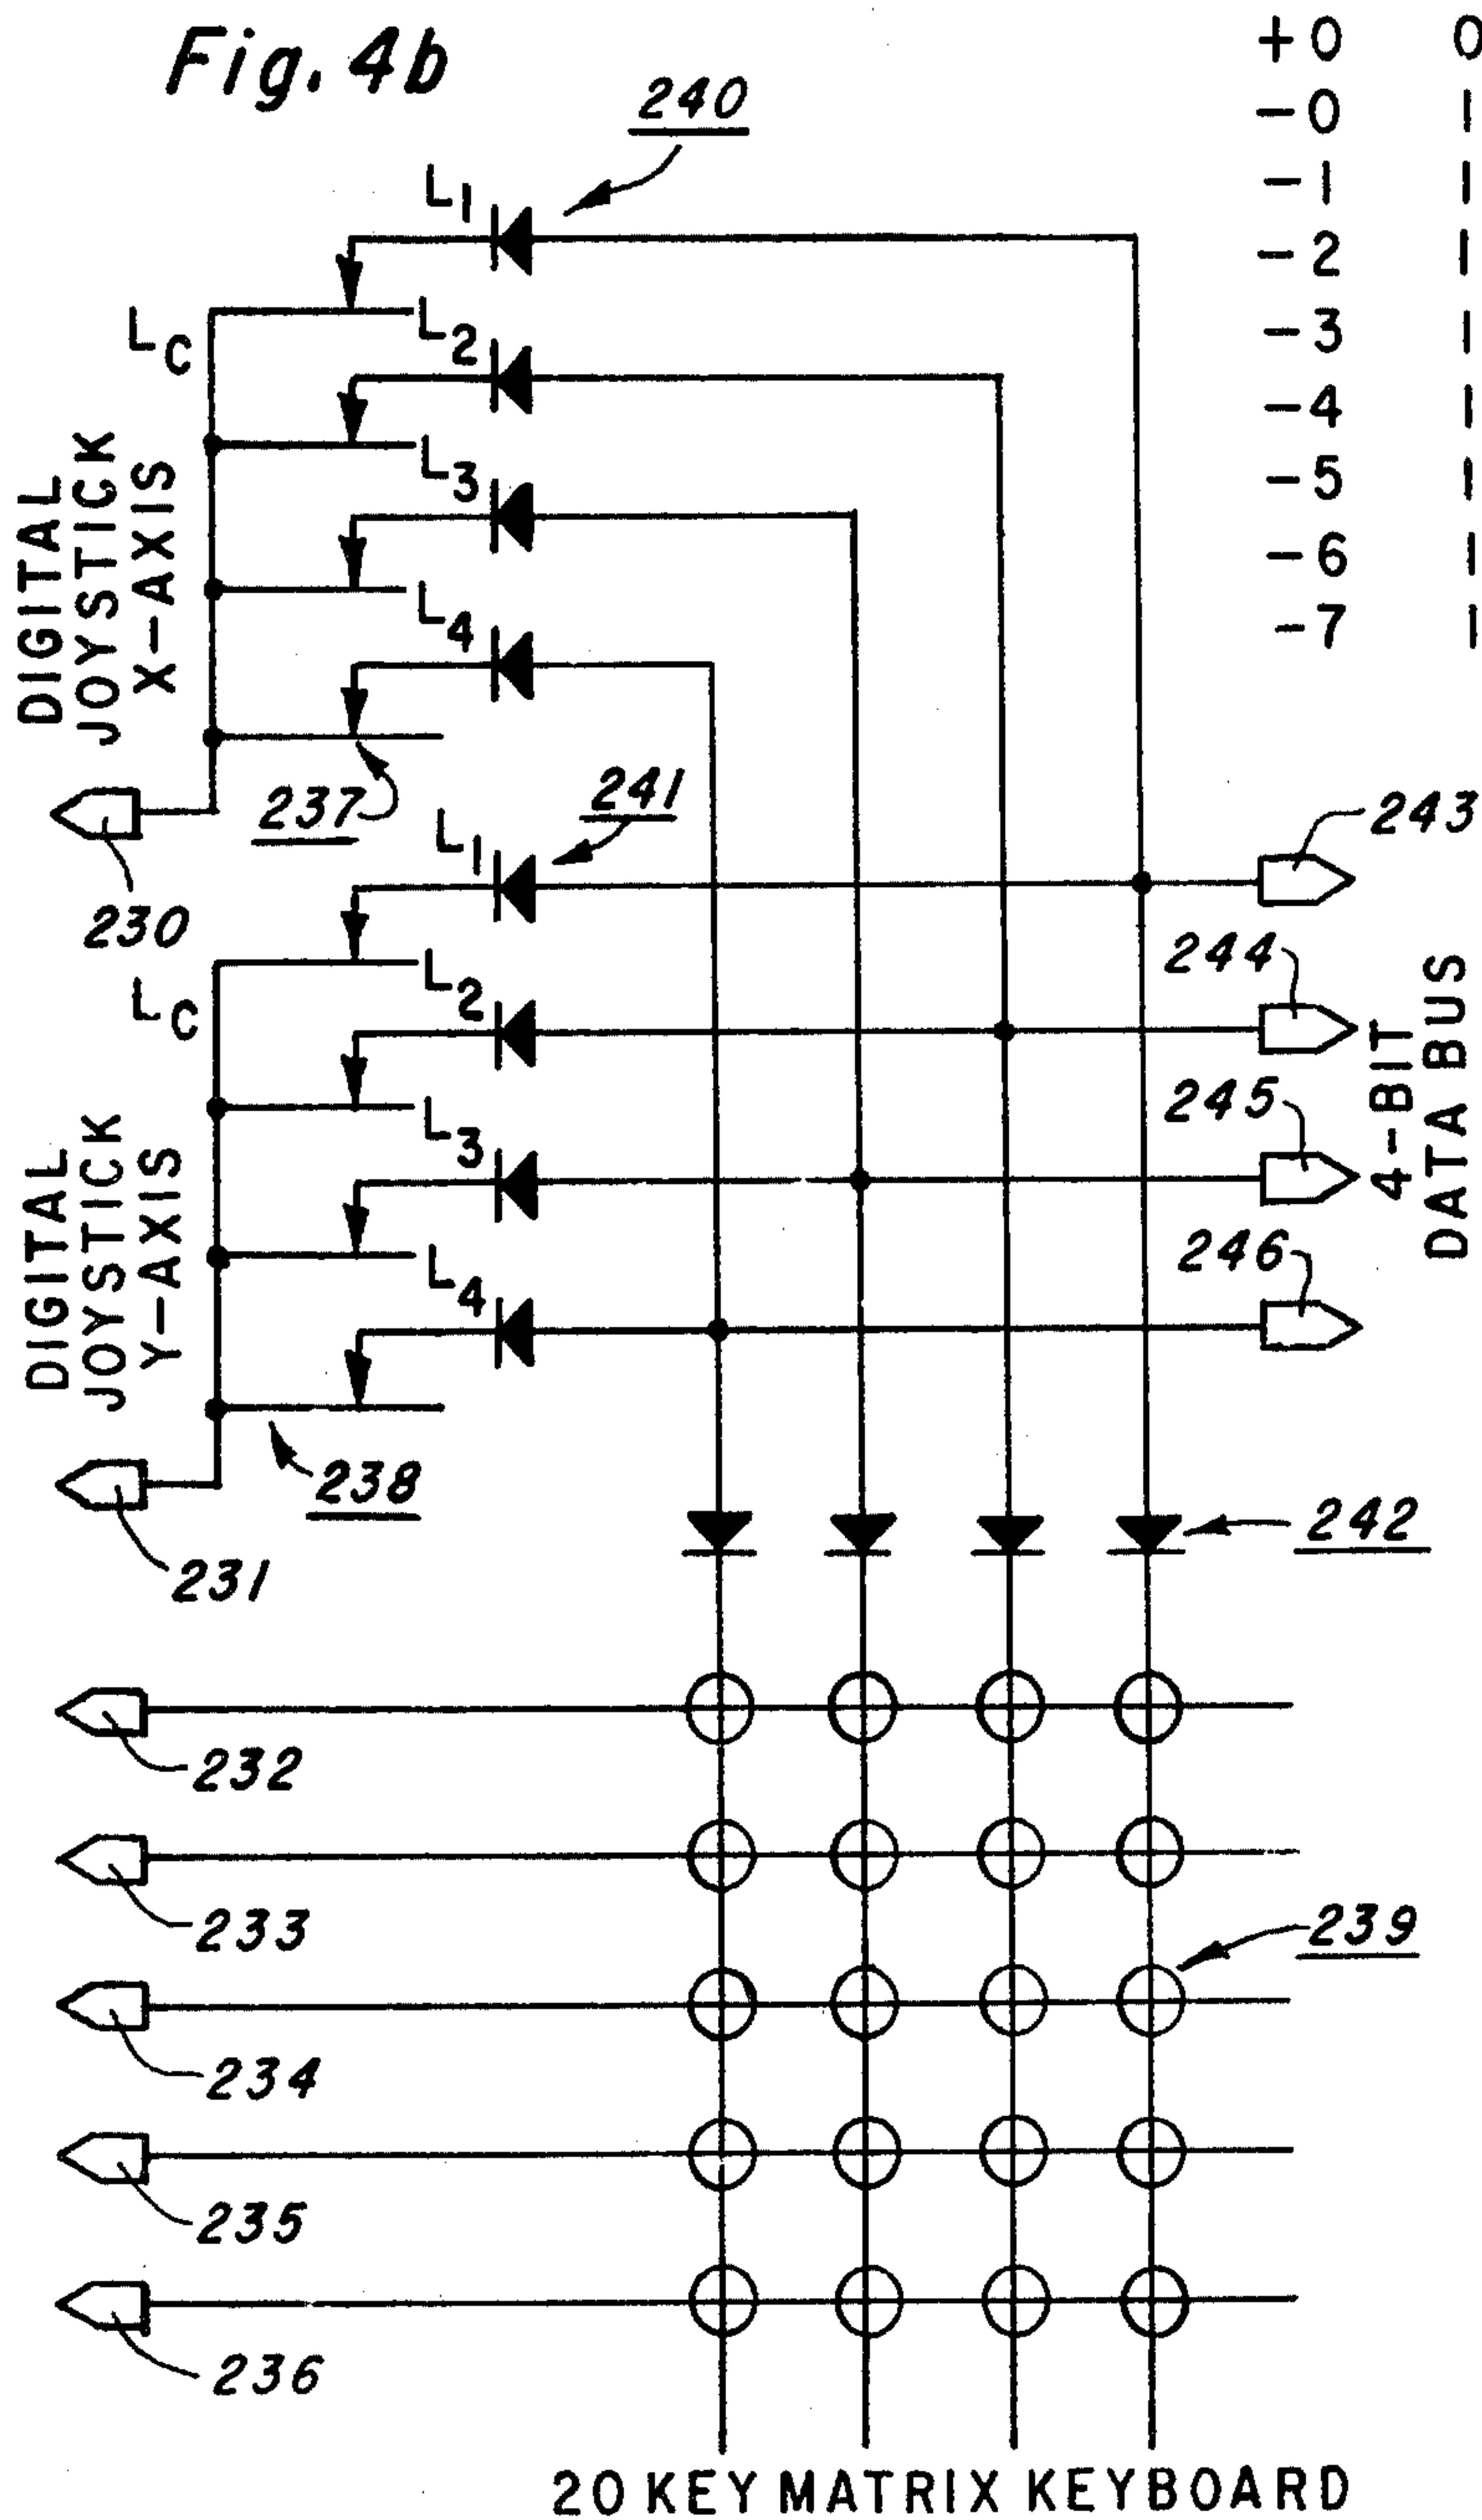 Fig. 4b
+0 0
-0 1
-1 1
-2 1
-3 1
-4 1
-5 1
-6 1
-7 1
240
L1
LC
L2
L3
L4
DIGITAL
JOYSTICK
X-AXIS
237
230
241
L1
LC
L2
L3
L4
DIGITAL
JOYSTICK
Y-AXIS
238
231
243
244
245
246
4-BIT
DATA BUS
242
232
233
239
234
235
236
20 KEY MATRIX KEYBOARD